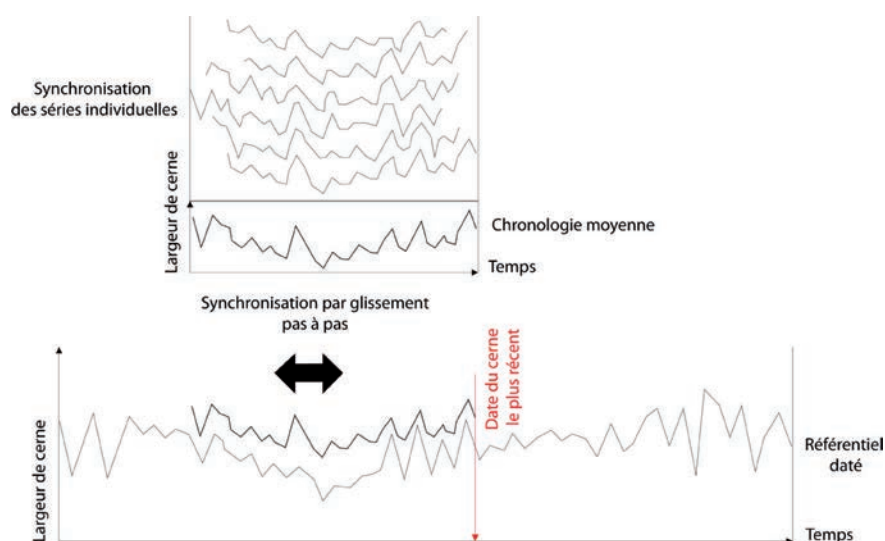 Synchronisation
des séries individuelles
Largeur de cerne
Chronologie moyenne
Temps
Synchronisation par glissement
pas à pas
Largeur de cerne
Date du cerne
le plus récent
Référentiel
daté
Temps